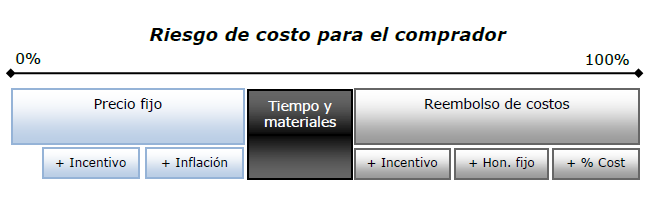 Riesgo de costo para el comprador
0%
100%
Precio fijo
Tiempo y
materiales
Reembolso de costos
+ Incentivo
+ Inflación
+ Incentivo
+ Hon. fijo
+ % Cost